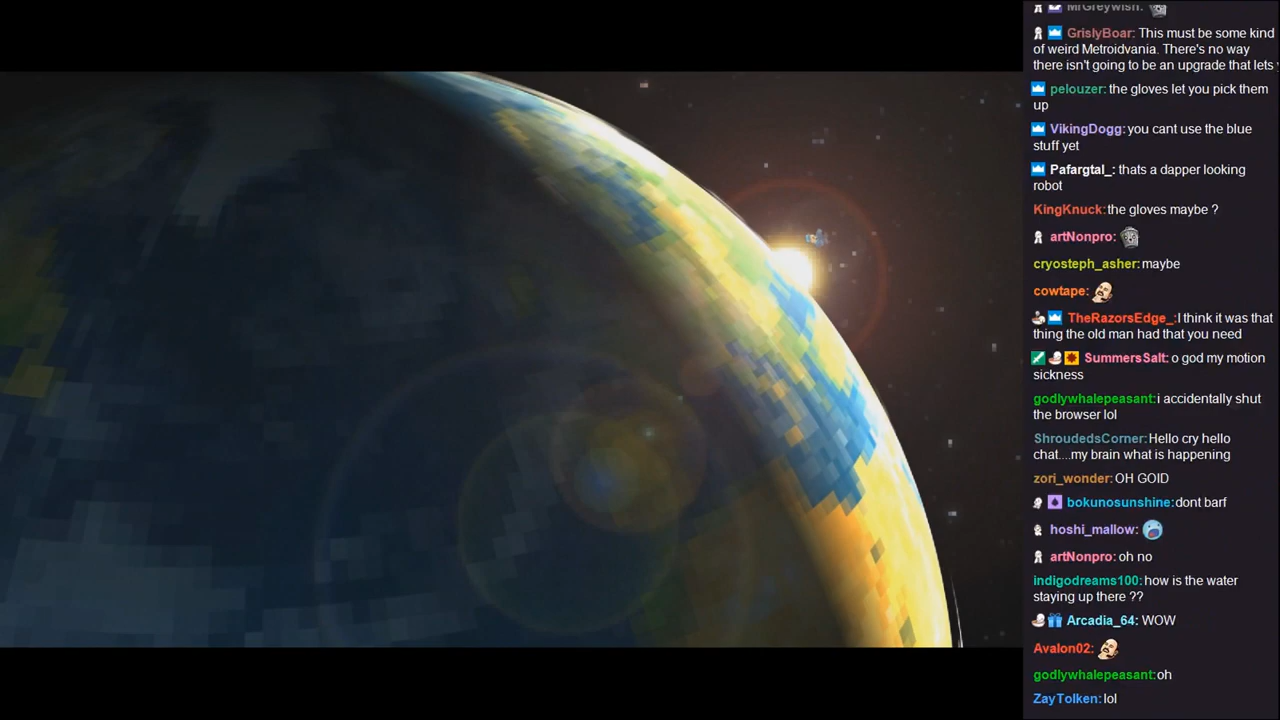 MrGreywish:
GrislyBoar: This must be some kind
of weird Metroidvania. There's no way
there isn't going to be an upgrade that lets
pelouzer: the gloves let you pick them
up
VikingDogg: you cant use the blue
stuff yet
Pafargtal_: thats a dapper looking
robot
KingKnuck: the gloves maybe ?
artNonpro:
cryosteph_asher: maybe
cowtape:
TheRazorsEdge_: I think it was that
thing the old man had that you need
SummersSalt: o god my motion
sickness
godlywhalepeasant: i accidentally shut
the browser lol
ShroudedsCorner: Hello cry hello
chat....my brain what is happening
zori_wonder: OH GOID
bokunosunshine: dont barf
hoshi_mallow:
artNonpro: oh no
indigodreams100: how is the water
staying up there ??
Arcadia_64: WOW
Avalon02:
godlywhalepeasant: oh
ZayTolken: lol